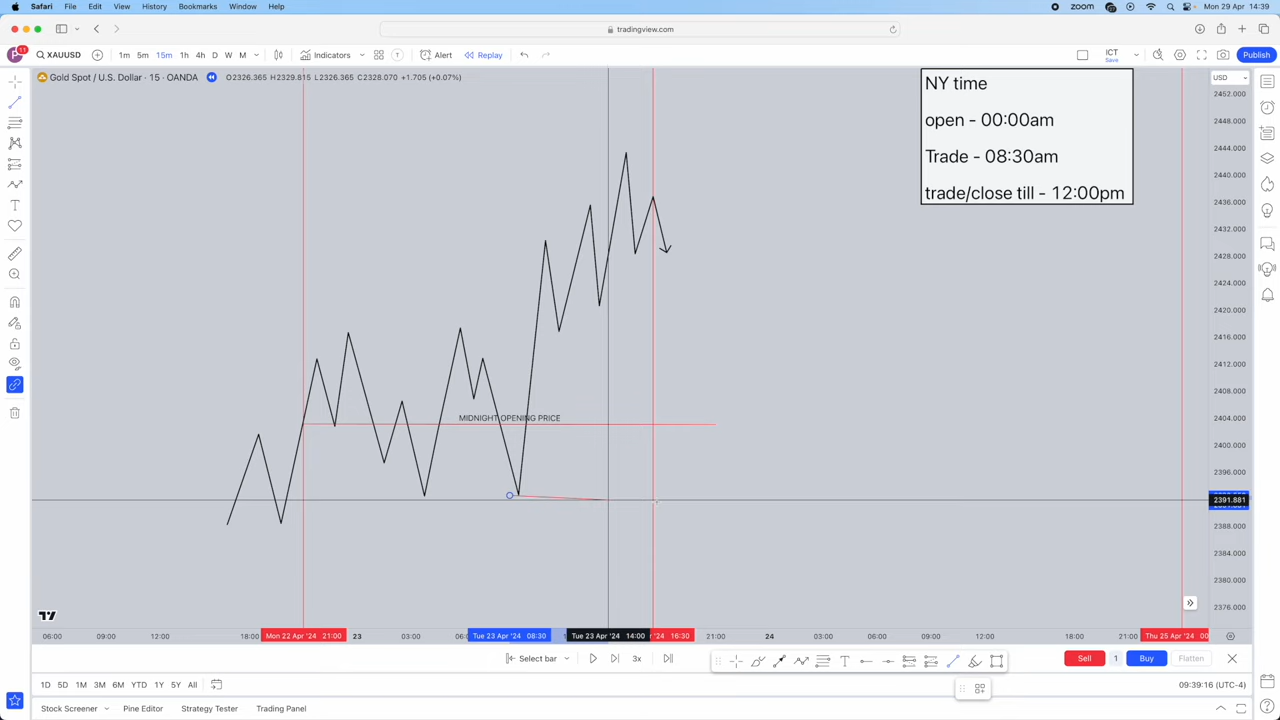 Safari File Edit View History Bookmarks Window Help
zoom Mon 29 Apr 14:39
tradingview.com
P 11 XAUUSD 1m 5m 15m 1h 4h D W M Indicators T Alert Replay ICT Save Publish
Gold Spot / U.S. Dollar · 15 · OANDA O2326.365 H2329.815 L2326.365 C2328.070 +1.705 (+0.07%)
USD
NY time
open - 00:00am
Trade - 08:30am
trade/close till - 12:00pm
2452.000
2448.000
2444.000
2440.000
2436.000
2432.000
2428.000
2424.000
2420.000
2416.000
2412.000
2408.000
2404.000
2400.000
2396.000
2391.881
2388.000
2384.000
2380.000
2376.000
MIDNIGHT OPENING PRICE
06:00 09:00 12:00 18:00 Mon 22 Apr '24 21:00 23 03:00 Tue 23 Apr '24 08:30 Tue 23 Apr '24 14:00 '24 16:30 21:00 24 03:00 06:00 09:00 12:00 18:00 21:00 Thu 25 Apr '24
Select bar 3x Sell 1 Buy Flatten
1D 5D 1M 3M 6M YTD 1Y 5Y All 09:39:16 (UTC-4)
Stock Screener Pine Editor Strategy Tester Trading Panel